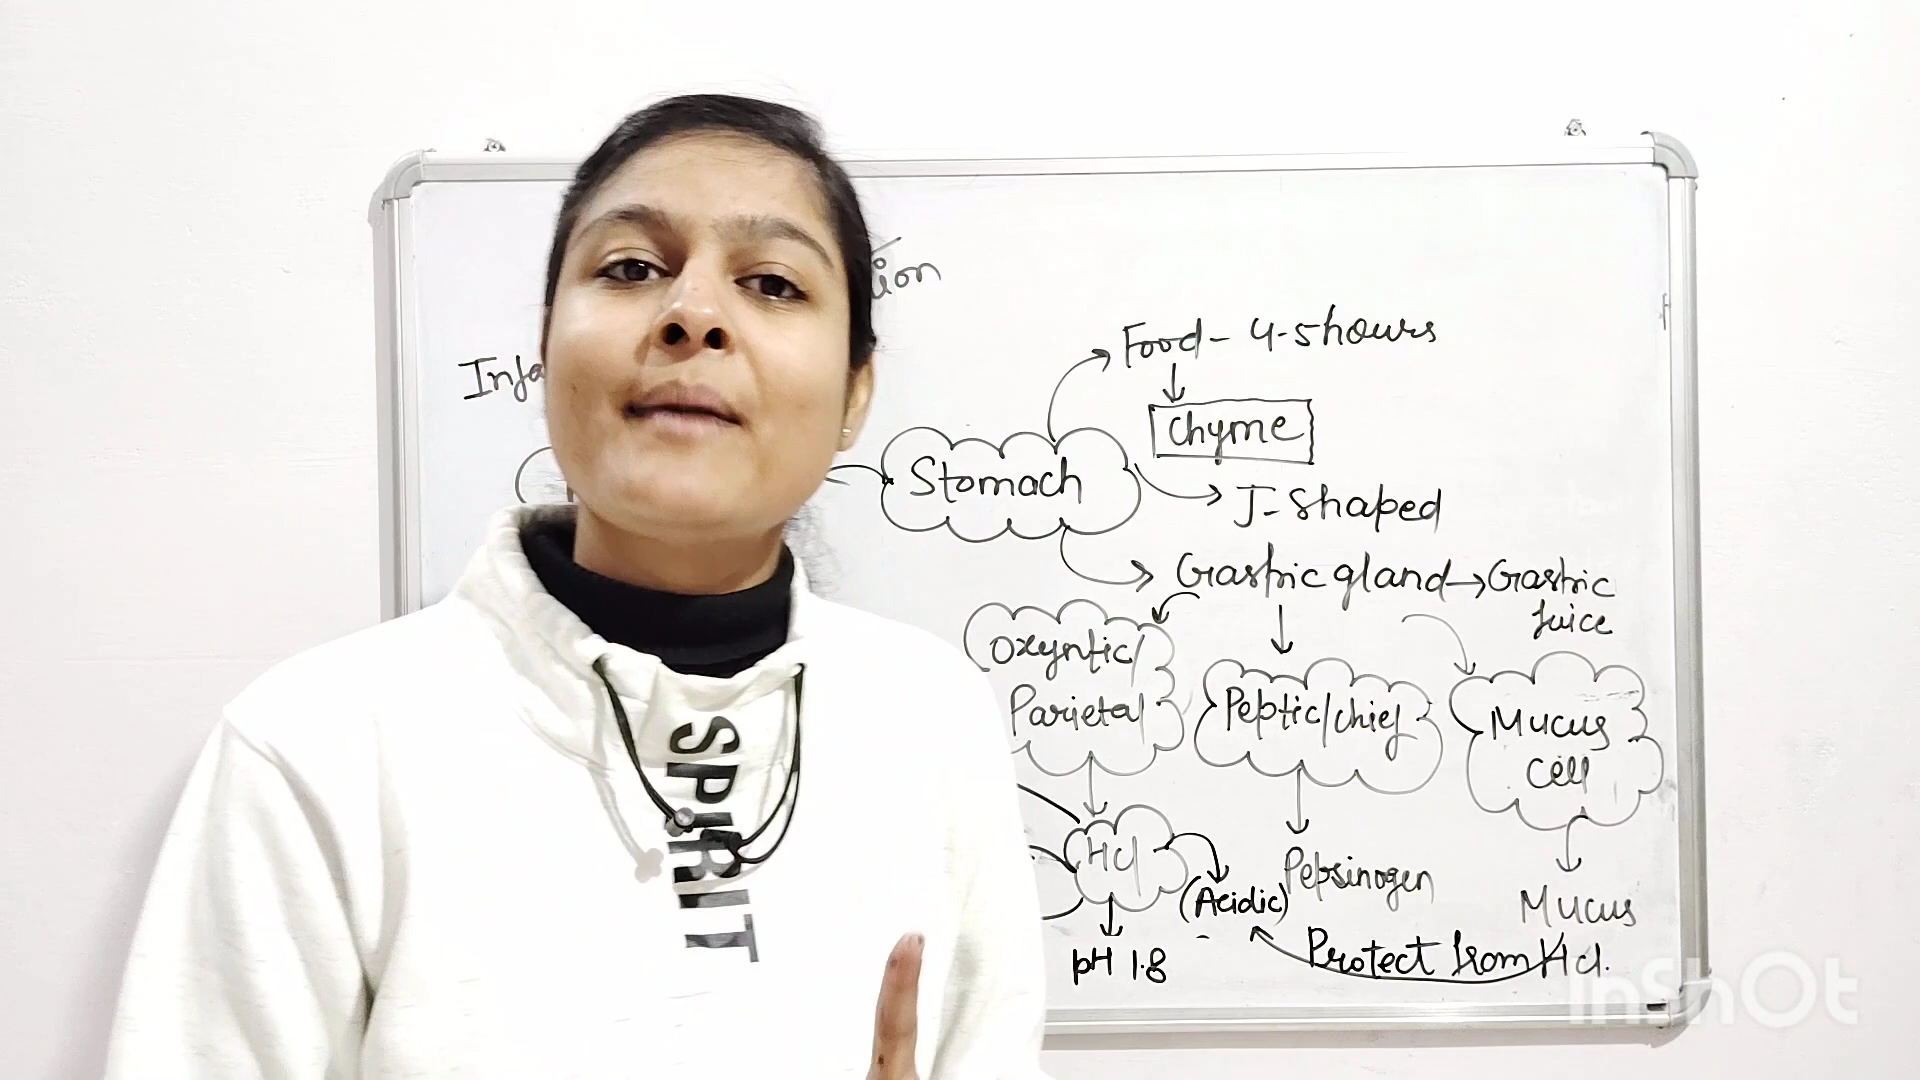 Food - 4-5 hours
Chyme
Stomach
J-Shaped
Gastric gland → Gastric
Juice
Oxyntic/
Parietal
Peptic/chief
Mucus
Cell
HCl
(Acidic)
Pepsinogen
Mucus
pH 1.8
Protect from HCl.
SPIRIT
InShOt